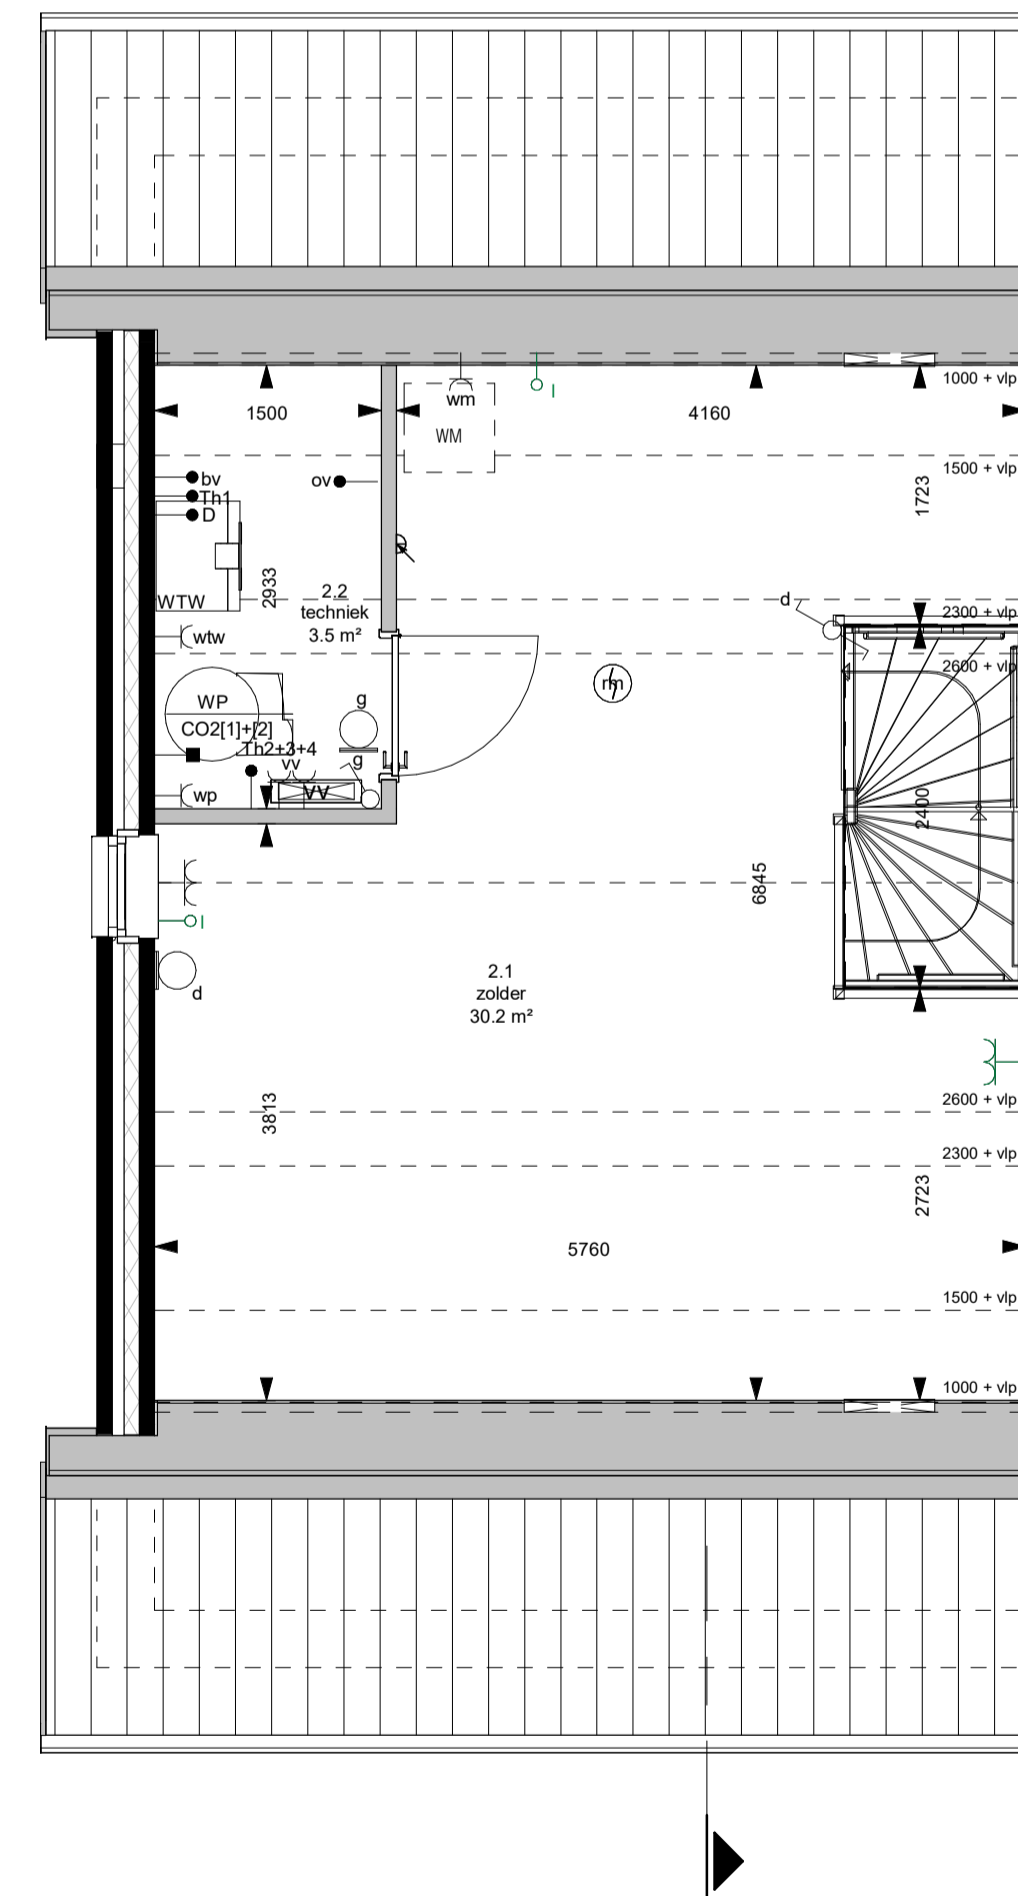 1000 + vlp
wm
l
1500
4160
WM
1500 + vlp
bv
ov
Th1
D
1723
2933
2.2
techniek
3.5 m²
WTW
d
2300 + vlp
wtw
rm
2600 + vlp
WP
g
CO2[1]+[2]
Th2+3+4
vv
g
VV
wp
2400
6845
l
d
2.1
zolder
30.2 m²
3813
2600 + vlp
2300 + vlp
2723
5760
1500 + vlp
1000 + vlp